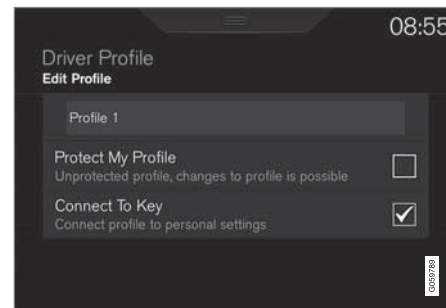 08:55
Driver Profile
Edit Profile
Profile 1
Protect My Profile
Unprotected profile, changes to profile is possible
Connect To Key
Connect profile to personal settings
G059789